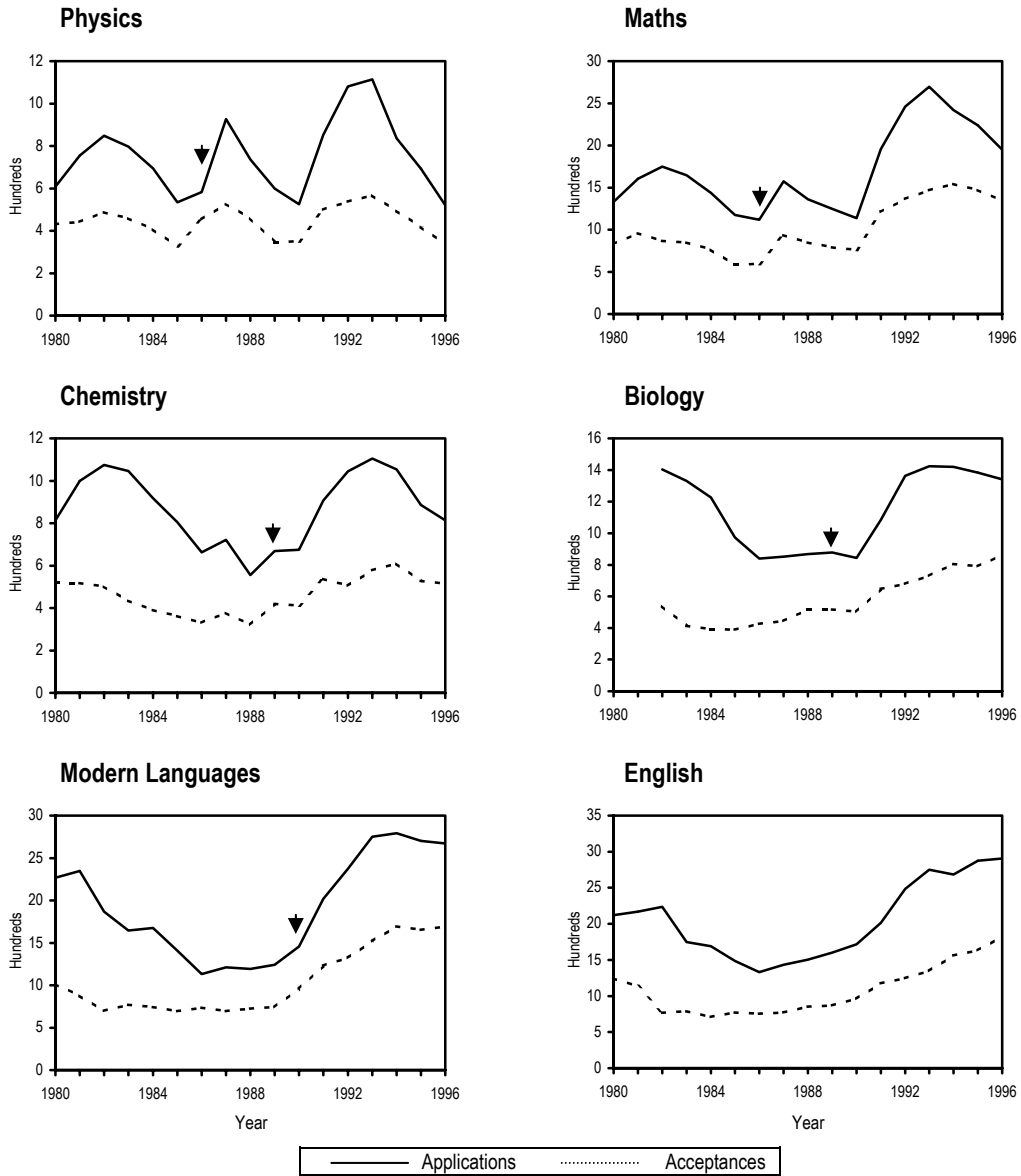 Physics
Hundreds
12
10
8
6
4
2
0
1980 1984 1988 1992 1996
Maths
Hundreds
30
25
20
15
10
5
0
1980 1984 1988 1992 1996
Chemistry
Hundreds
12
10
8
6
4
2
0
1980 1984 1988 1992 1996
Biology
Hundreds
16
14
12
10
8
6
4
2
0
1980 1984 1988 1992 1996
Modern Languages
Hundreds
30
25
20
15
10
5
0
1980 1984 1988 1992 1996
Year
English
Hundreds
35
30
25
20
15
10
5
0
1980 1984 1988 1992 1996
Year
Applications Acceptances